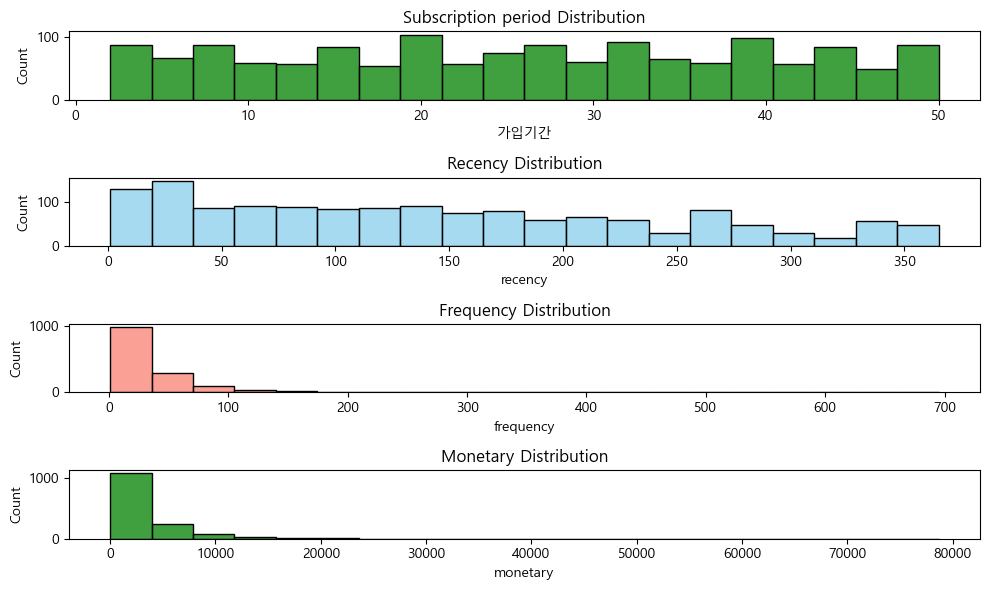 Subscription period Distribution
Count
100
0
0 10 20 30 40 50
가입기간
Recency Distribution
Count
100
0
0 50 100 150 200 250 300 350
recency
Frequency Distribution
Count
1000
0
0 100 200 300 400 500 600 700
frequency
Monetary Distribution
Count
1000
0
0 10000 20000 30000 40000 50000 60000 70000 80000
monetary